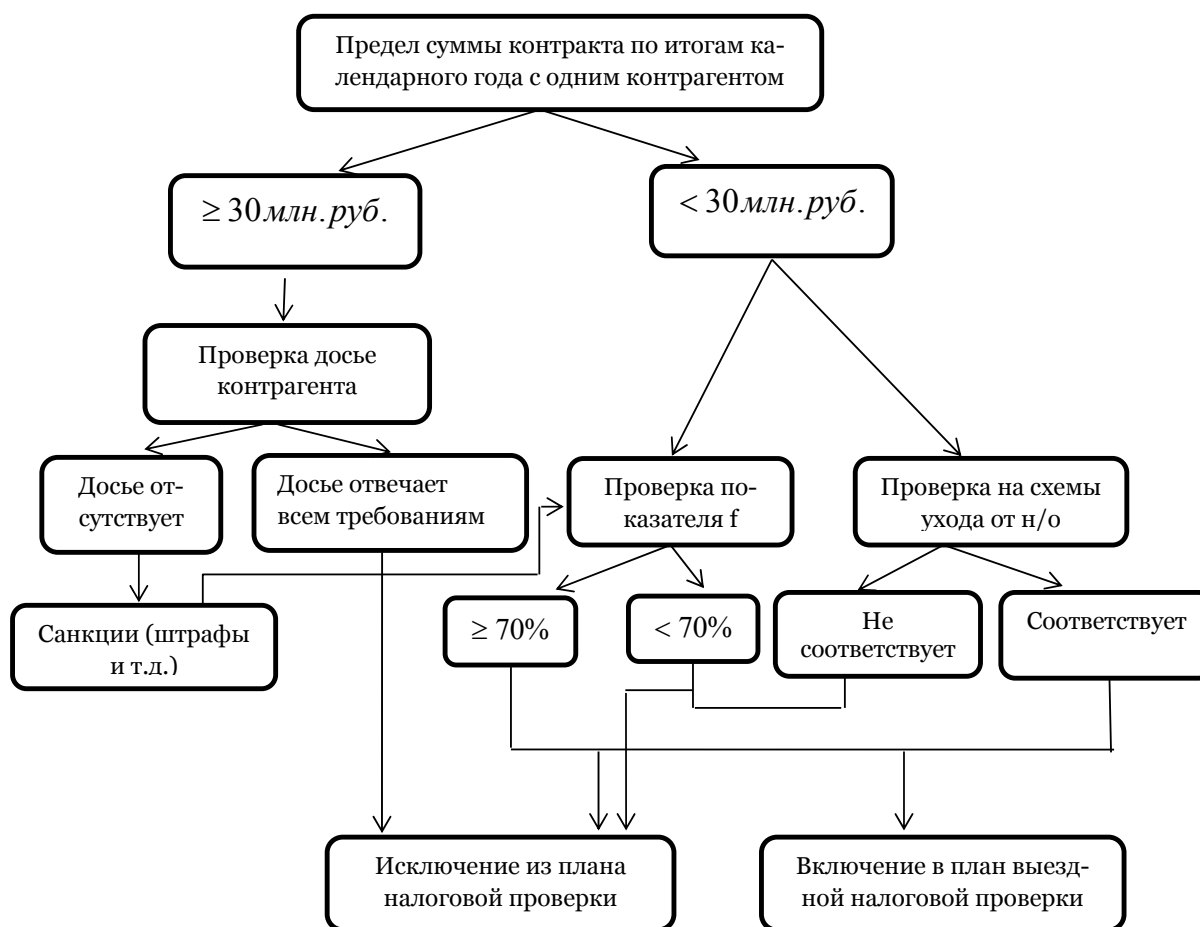 Предел суммы контракта по итогам ка-
лендарного года с одним контрагентом
≥ 30 млн. руб.
< 30 млн. руб.
Проверка досье
контрагента
Досье от-
сутствует
Досье отвечает
всем требованиям
Проверка по-
казателя f
Проверка на схемы
ухода от н/о
Санкции (штрафы
и т.д.)
≥ 70%
< 70%
Не
соответствует
Соответствует
Исключение из плана
налоговой проверки
Включение в план выезд-
ной налоговой проверки